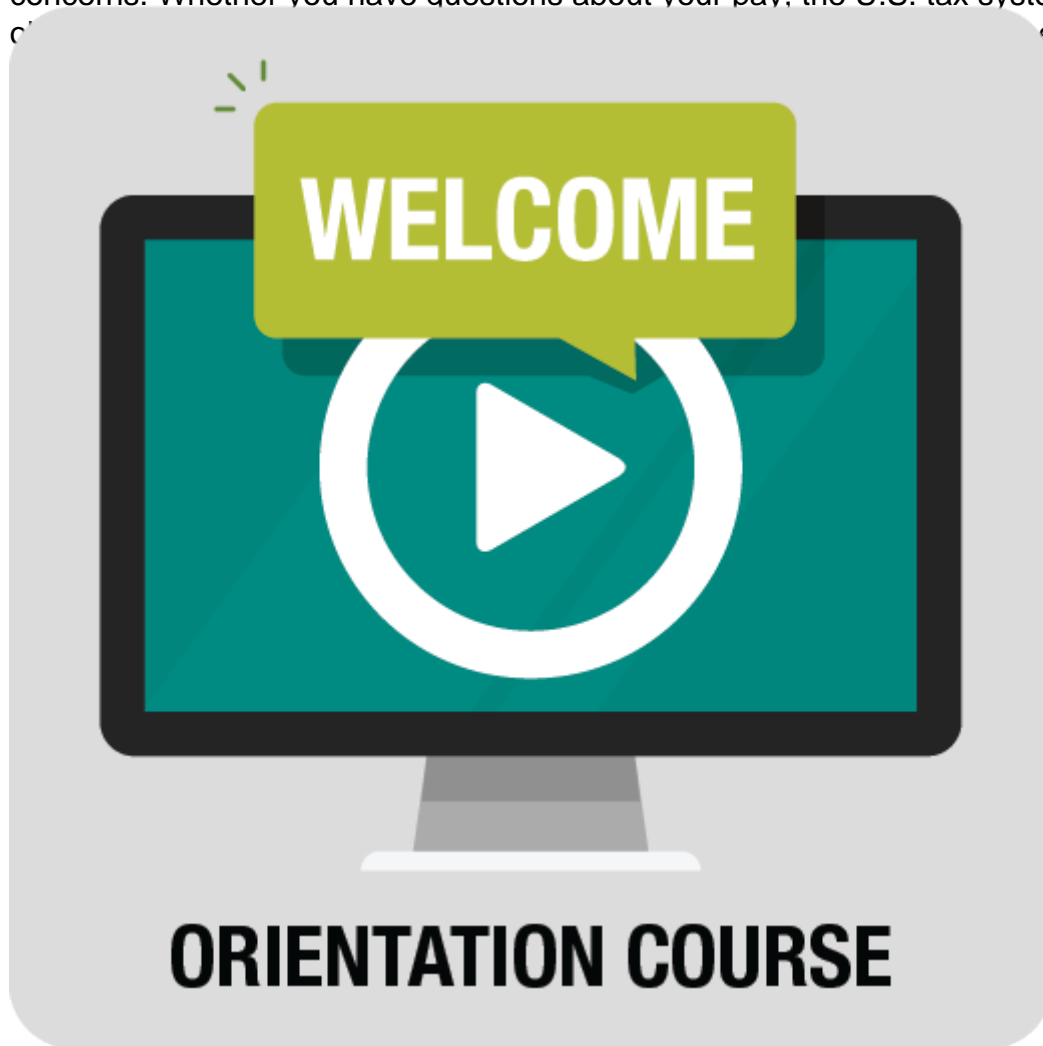 concerns. Whether you have questions about your pay, the U.S. tax
WELCOME
ORIENTATION COURSE